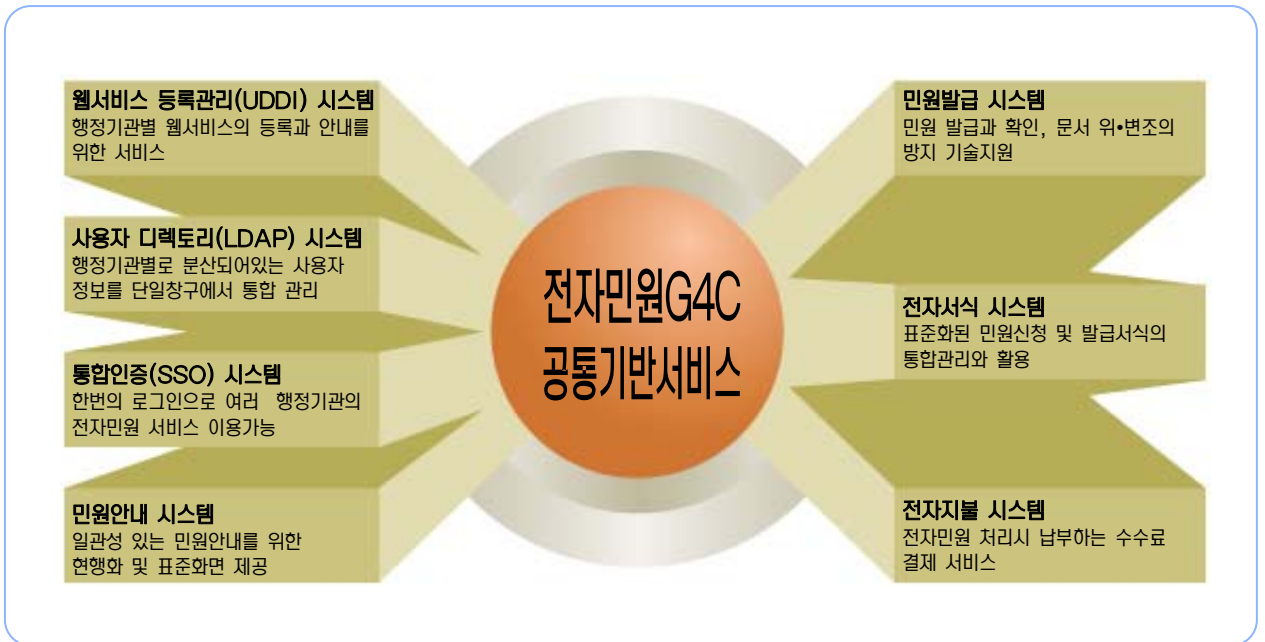 웹서비스 등록관리(UDDI) 시스템
행정기관별 웹서비스의 등록과 안내를
위한 서비스
사용자 디렉토리(LDAP) 시스템
행정기관별로 분산되어있는 사용자
정보를 단일창구에서 통합 관리
통합인증(SSO) 시스템
한번의 로그인으로 여러 행정기관의
전자민원 서비스 이용가능
민원안내 시스템
일관성 있는 민원안내를 위한
현행화 및 표준화면 제공
전자민원G4C
공통기반서비스
민원발급 시스템
민원 발급과 확인, 문서 위•변조의
방지 기술지원
전자서식 시스템
표준화된 민원신청 및 발급서식의
통합관리와 활용
전자지불 시스템
전자민원 처리시 납부하는 수수료
결제 서비스